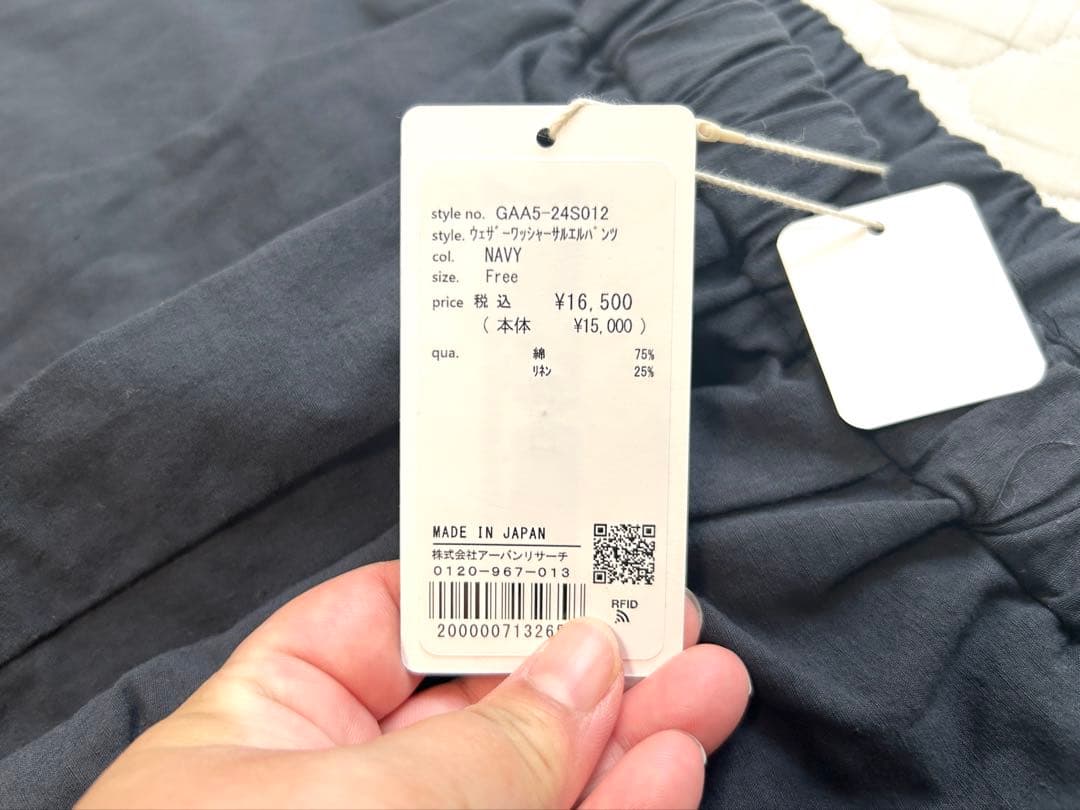 style no. GAA5-24S012
style. ｳｪｻﾞｰﾜｯｼｬｰｻﾙｴﾙﾊﾟﾝﾂ
col. NAVY
size. Free
price 税込 ¥16,500
( 本体 ¥15,000 )
qua. 綿 75%
ﾘﾈﾝ 25%
MADE IN JAPAN
株式会社アーバンリサーチ
0120-967-013
RFID